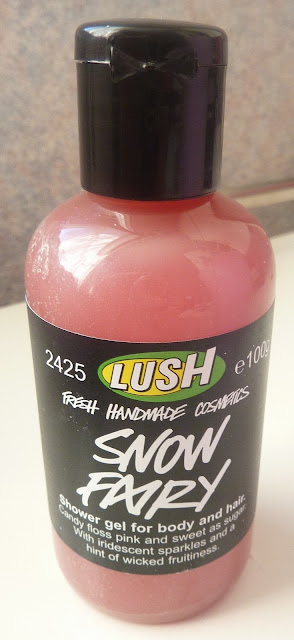 2425 LUSH e100g
FRESH HANDMADE COSMETICS
SNOW
FAIRY
Shower gel for body and hair.
Candy floss pink and sweet as sugar.
With iridescent sparkles and a
hint of wicked fruitiness.